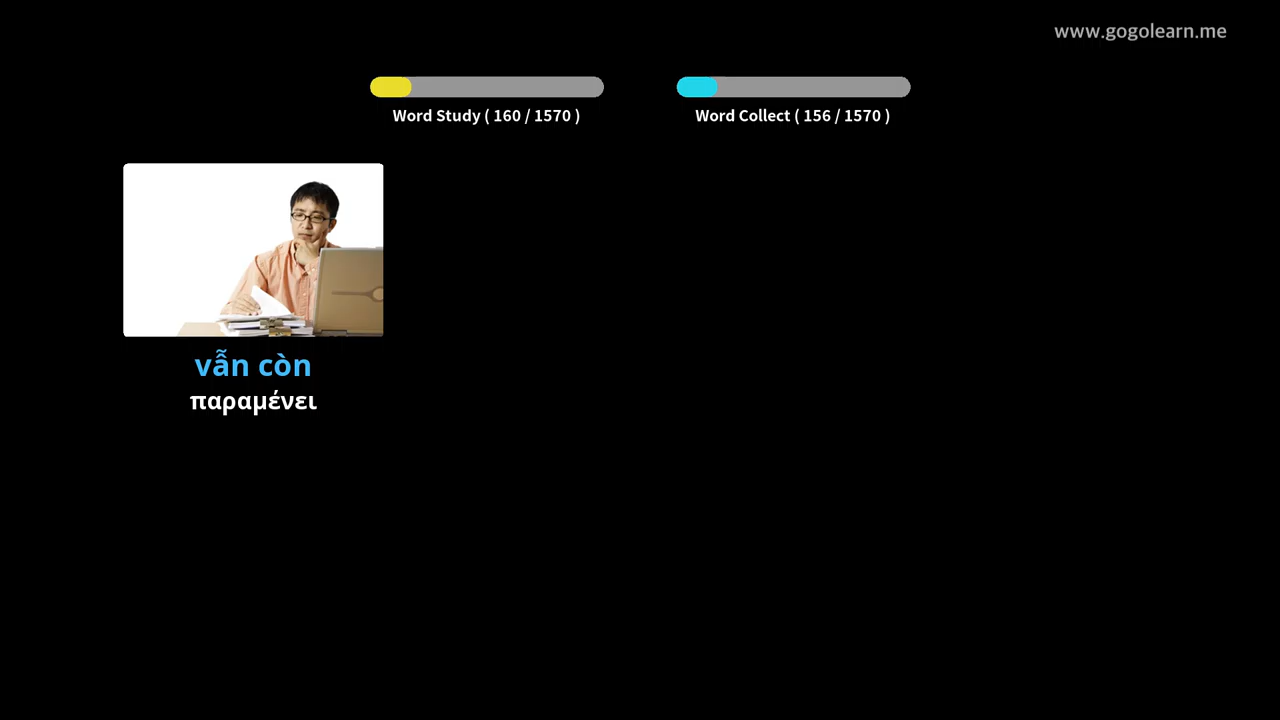 www.gogolearn.me
Word Study ( 160 / 1570 )
Word Collect ( 156 / 1570 )
vẫn còn
παραμένει